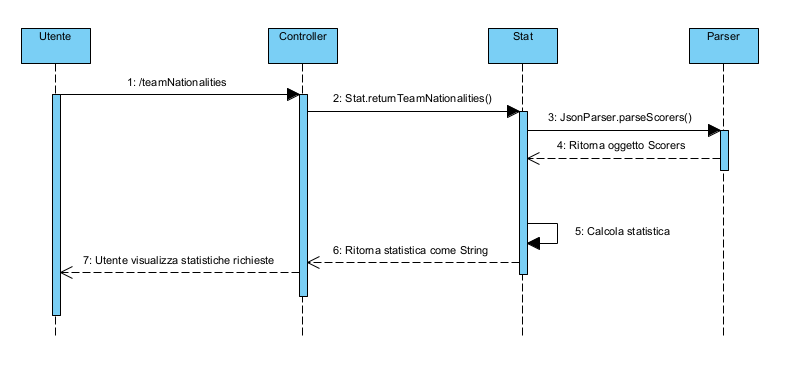 Utente
Controller
Stat
Parser
1: /teamNationalities
2: Stat.returnTeamNationalities()
3: JsonParser.parseScorers()
4: Ritorna oggetto Scorers
5: Calcola statistica
6: Ritorna statistica come String
7: Utente visualizza statistiche richieste